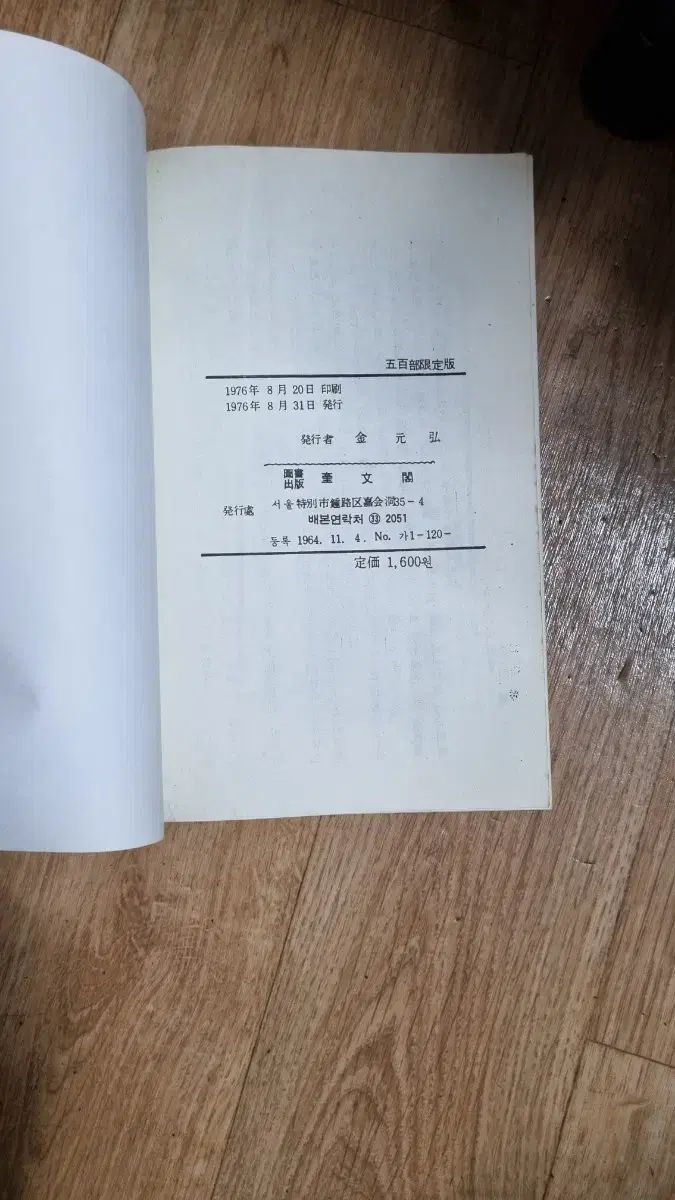 五百部限定版
1976年 8月 20日 印刷
1976年 8月 31日 発行
発行者 金元弘
圖書出版 奎文閣
発行處 서울特別市鍾路区嘉会洞35-4
배본연락처 ㉝ 2051
등록 1964. 11. 4. No. 가1-120-
定価 1,600원